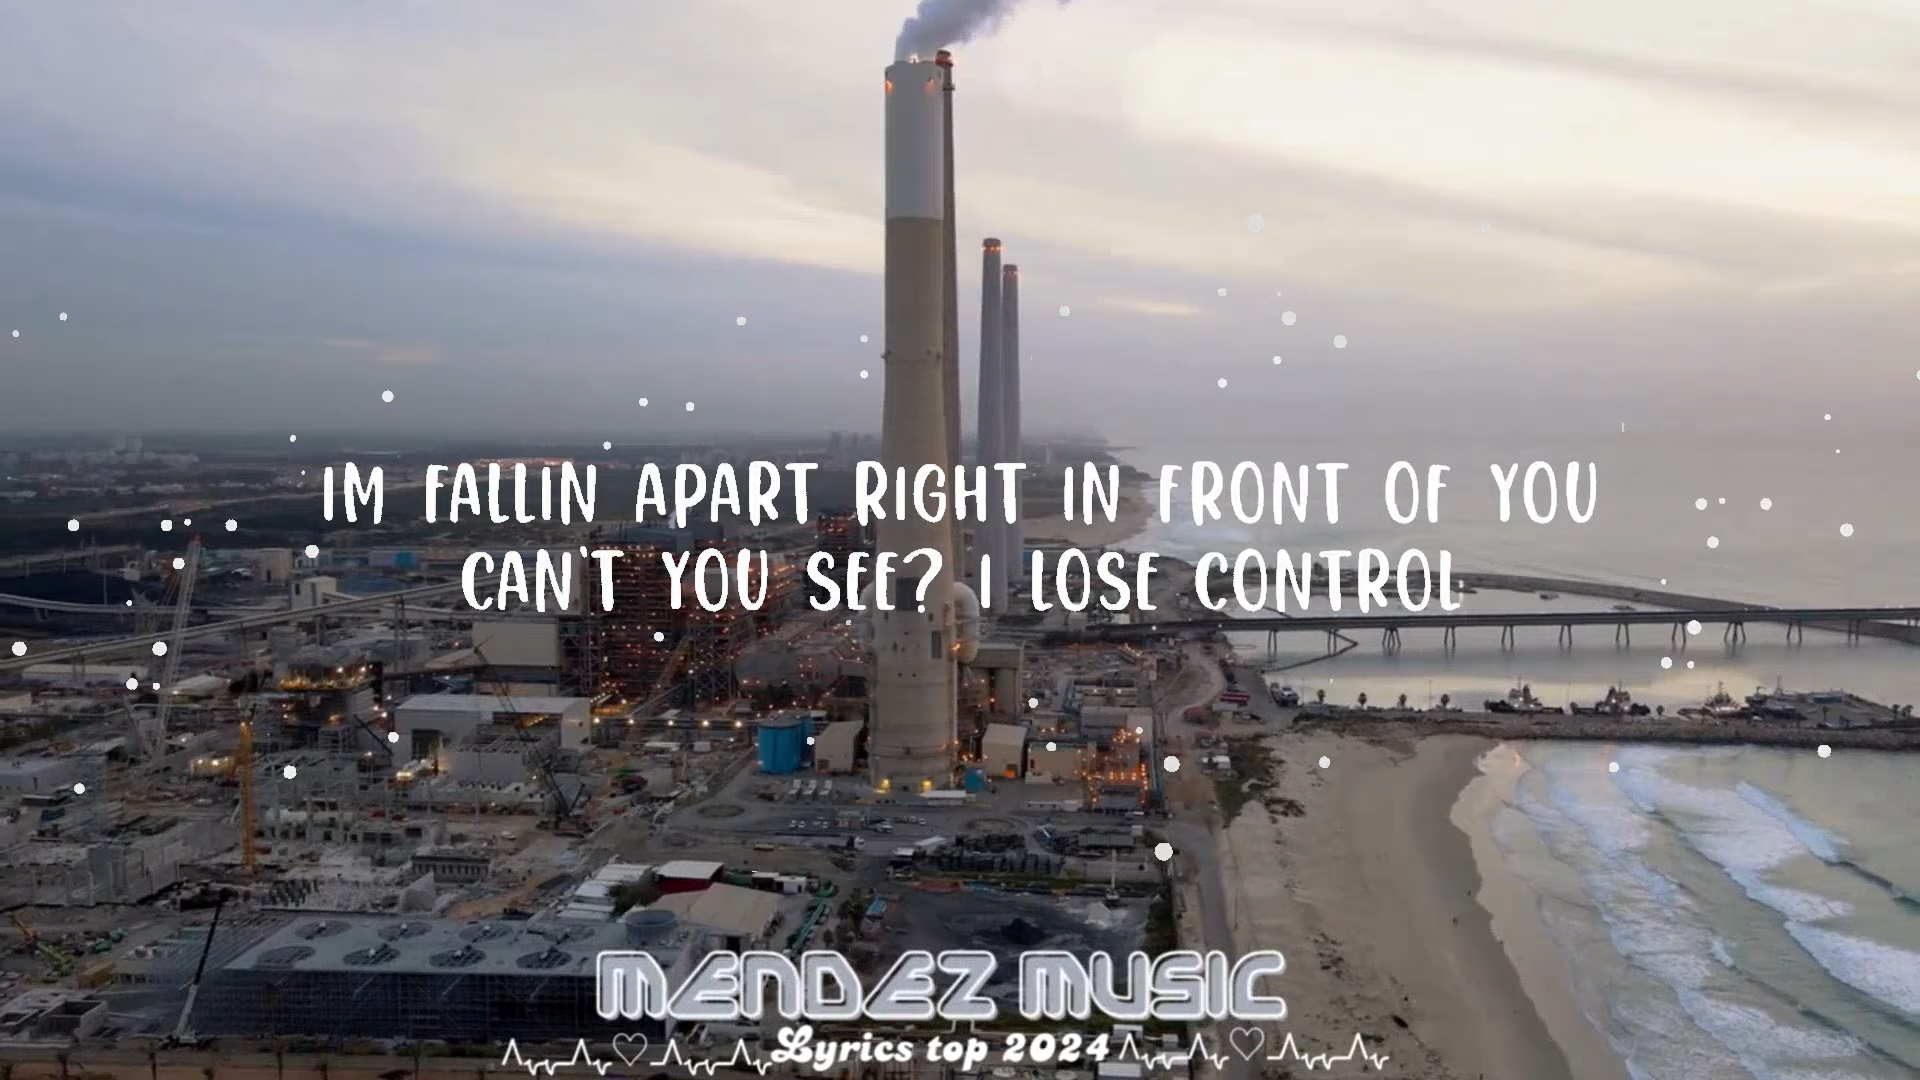 IM FALLIN APART RIGHT IN FRONT OF YOU
CAN'T YOU SEE? I LOSE CONTROL
MENDEZ MUSIC
Lyrics top 2024